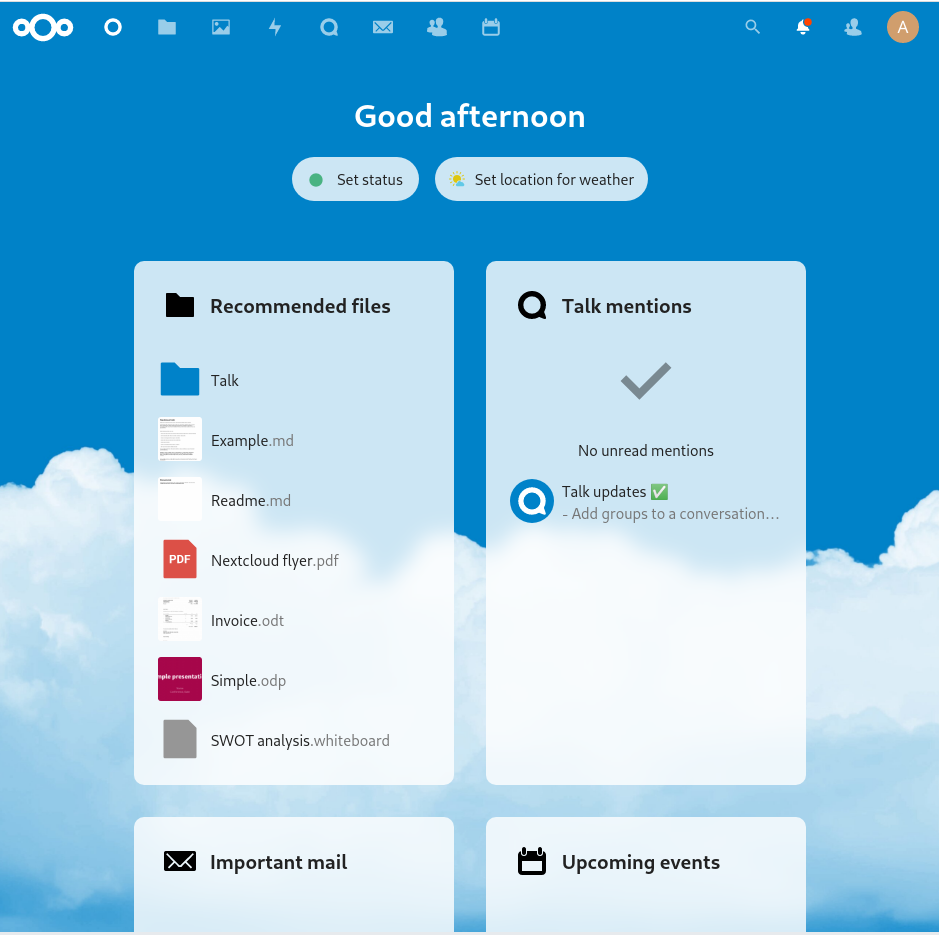 A
Good afternoon
Set status
Set location for weather
Recommended files
Talk
Example.md
Readme.md
PDF
Nextcloud flyer.pdf
Invoice.odt
Simple.odp
SWOT analysis.whiteboard
Talk mentions
No unread mentions
Talk updates ✅
- Add groups to a conversation…
Important mail
Upcoming events